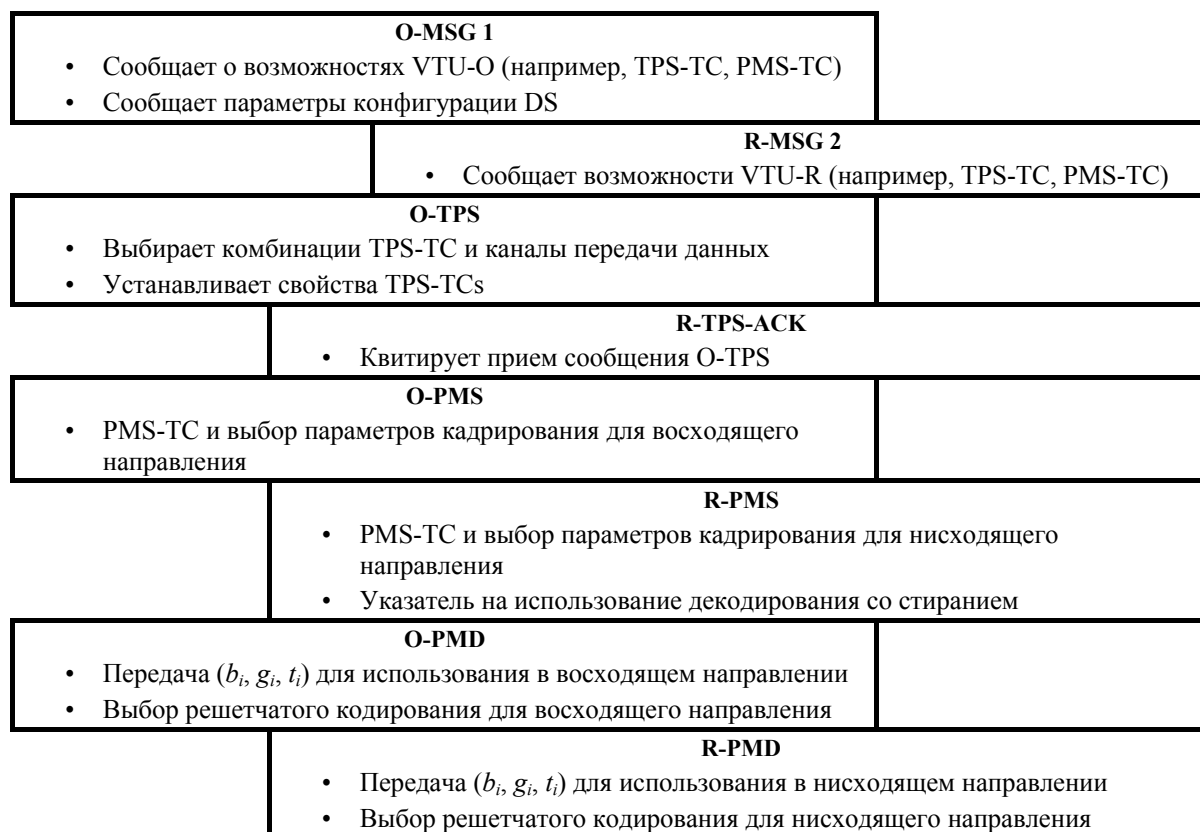 O-MSG 1
• Сообщает о возможностях VTU-O (например, TPS-TC, PMS-TC)
• Сообщает параметры конфигурации DS
R-MSG 2
• Сообщает возможности VTU-R (например, TPS-TC, PMS-TC)
O-TPS
• Выбирает комбинации TPS-TC и каналы передачи данных
• Устанавливает свойства TPS-TCs
R-TPS-ACK
• Квитирует прием сообщения O-TPS
O-PMS
• PMS-TC и выбор параметров кадрирования для восходящего
направления
R-PMS
• PMS-TC и выбор параметров кадрирования для нисходящего
направления
• Указатель на использование декодирования со стиранием
O-PMD
• Передача (bi, gi, ti) для использования в восходящем направлении
• Выбор решетчатого кодирования для восходящего направления
R-PMD
• Передача (bi, gi, ti) для использования в нисходящем направлении
• Выбор решетчатого кодирования для нисходящего направления